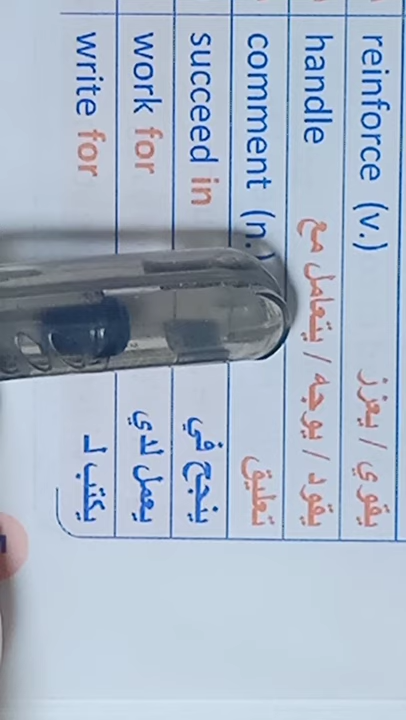 reinforce (v.) يقوي / يعزز
handle يقود / يوجه / يتعامل مع
comment (n.) تعليق
succeed in ينجح في
work for يعمل لدي
write for يكتب لـ